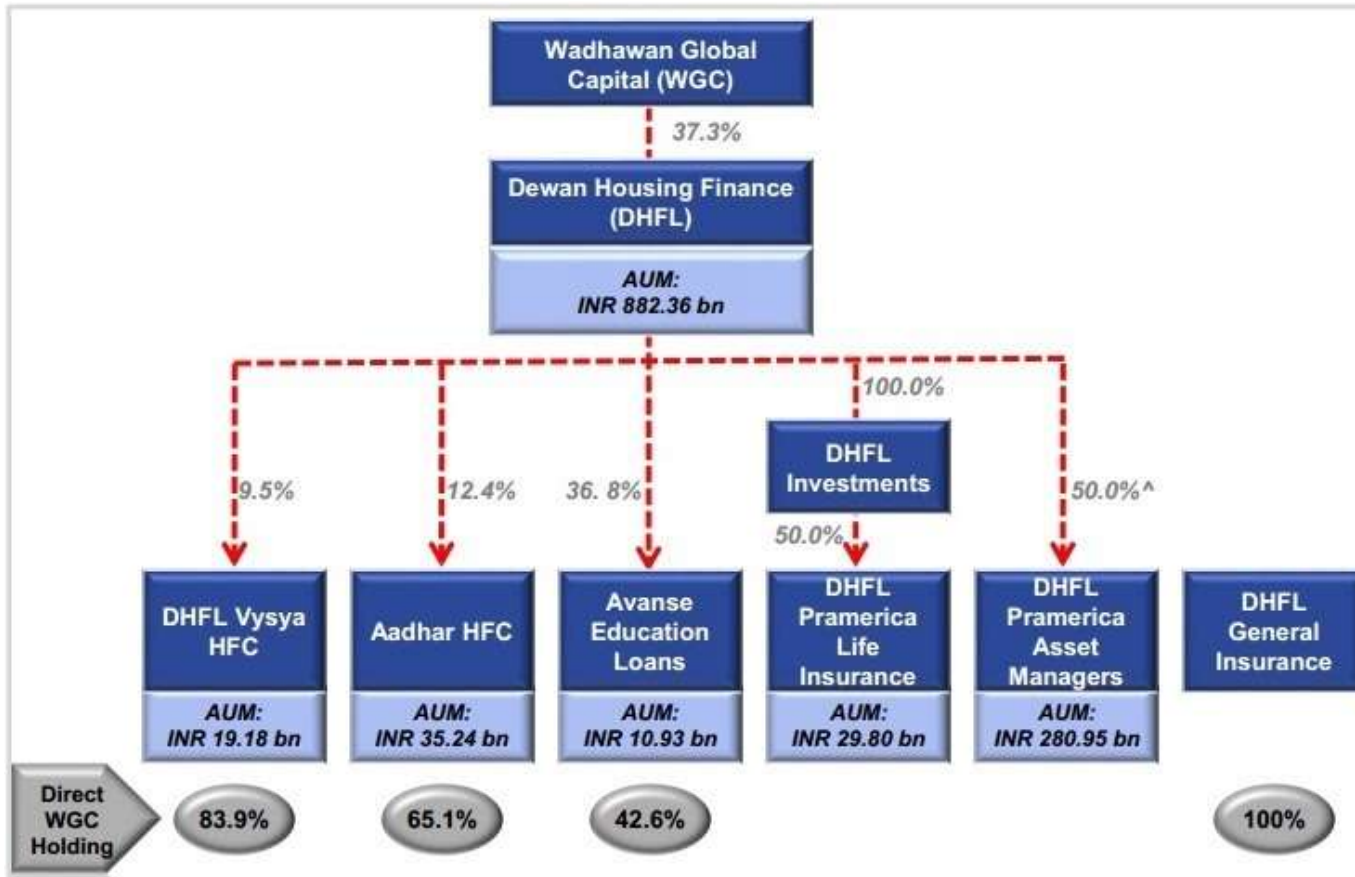 Wadhawan Global
Capital (WGC)
37.3%
Dewan Housing Finance
(DHFL)
AUM:
INR 882.36 bn
100.0%
DHFL
Investments
9.5%
12.4%
36. 8%
50.0%^
50.0%
DHFL Vysya
HFC
AUM:
INR 19.18 bn
Aadhar HFC
AUM:
INR 35.24 bn
Avanse
Education
Loans
AUM:
INR 10.93 bn
DHFL
Pramerica
Life
Insurance
AUM:
INR 29.80 bn
DHFL
Pramerica
Asset
Managers
AUM:
INR 280.95 bn
DHFL
General
Insurance
Direct
WGC
Holding
83.9%
65.1%
42.6%
100%